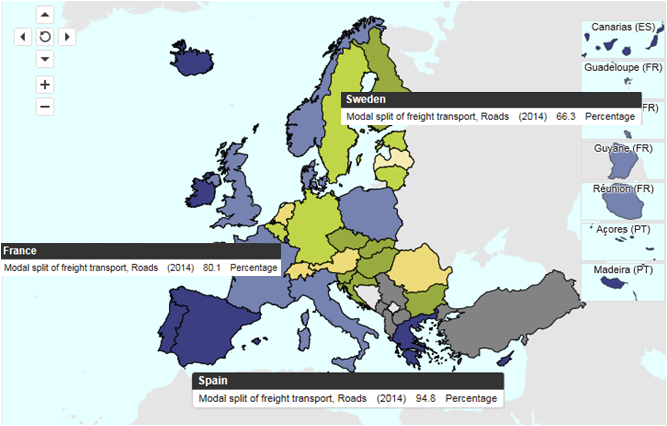 Canarias (ES)
Guadeloupe (FR)
Sweden
Modal split of freight transport, Roads (2014) 66.3 Percentage
(FR)
Guyane (FR)
Réunion (FR)
Açores (PT)
France
Modal split of freight transport, Roads (2014) 80.1 Percentage
Madeira (PT)
Spain
Modal split of freight transport, Roads (2014) 94.8 Percentage